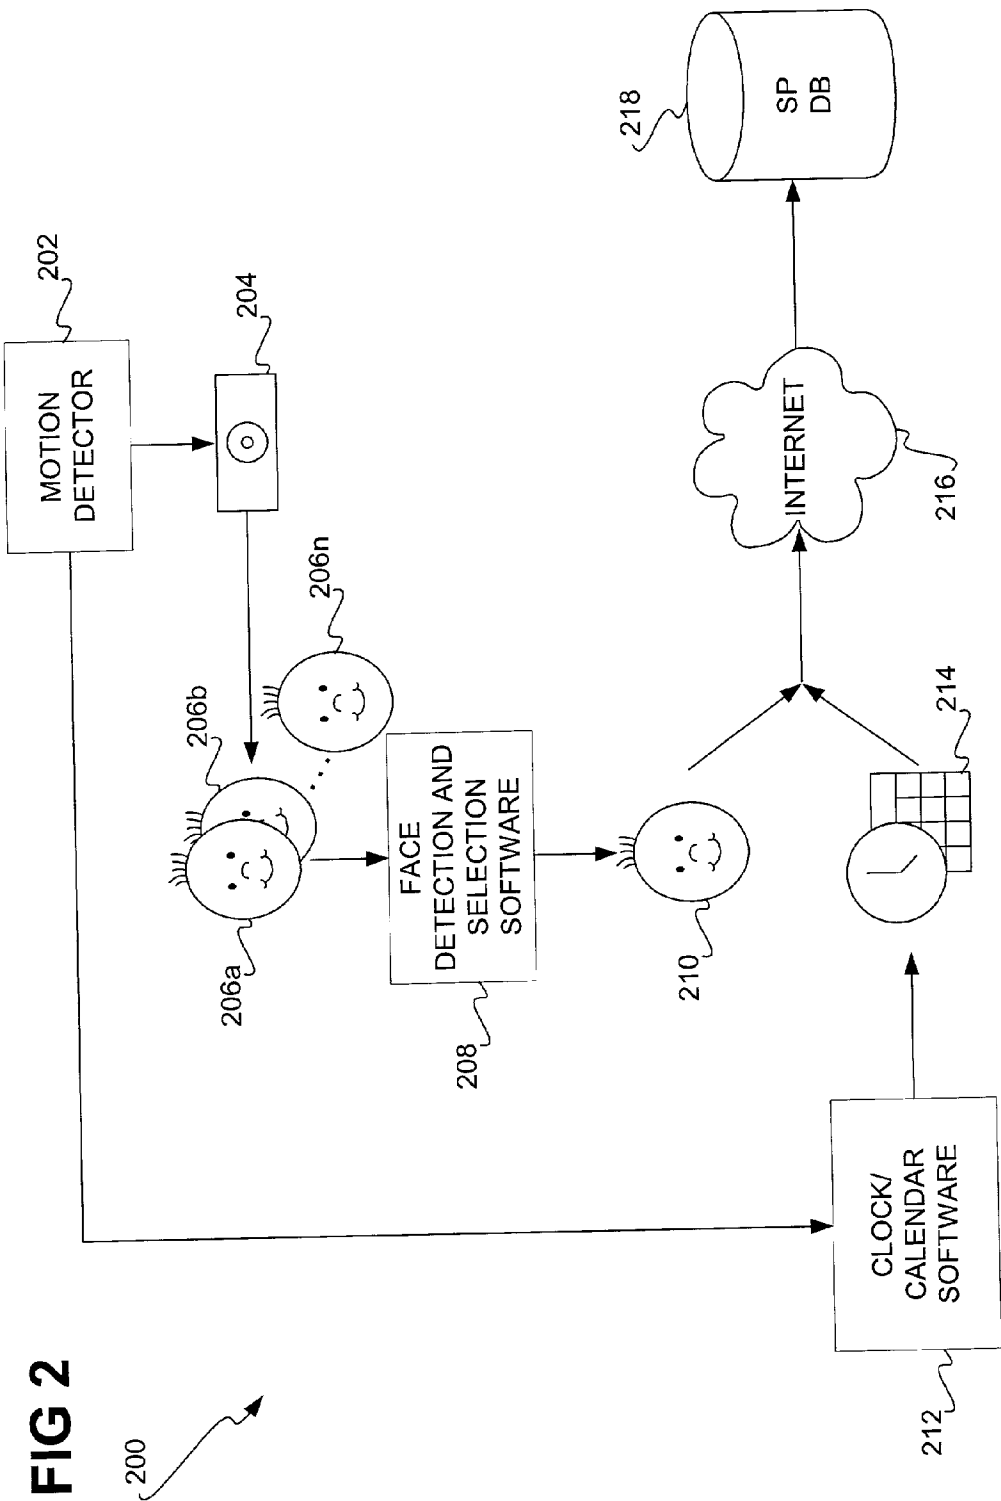 FIG 2
200
MOTION
DETECTOR
202
204
206a
206b
206n
FACE
DETECTION AND
SELECTION
SOFTWARE
208
210
CLOCK/
CALENDAR
SOFTWARE
212
214
INTERNET
216
SP
DB
218